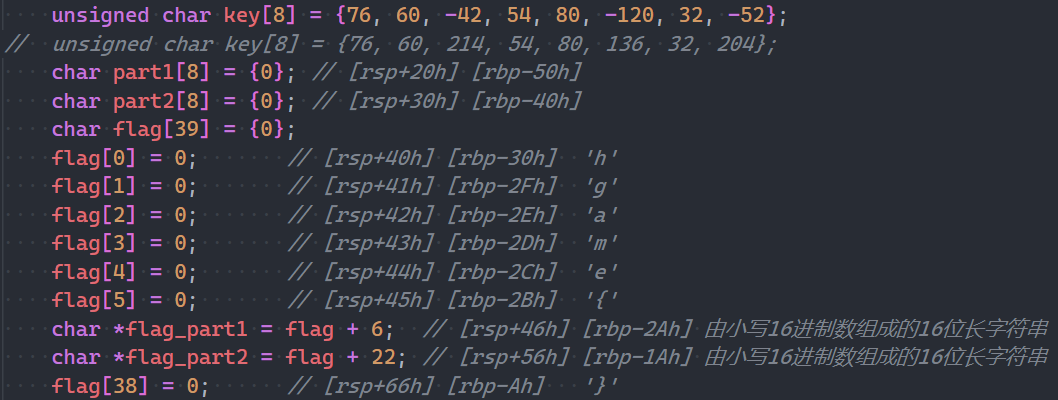 unsigned char key[8] = {76, 60, -42, 54, 80, -120, 32, -52};
//  unsigned char key[8] = {76, 60, 214, 54, 80, 136, 32, 204};
char part1[8] = {0}; // [rsp+20h] [rbp-50h]
char part2[8] = {0}; // [rsp+30h] [rbp-40h]
char flag[39] = {0};
flag[0] = 0;       // [rsp+40h] [rbp-30h]  'h'
flag[1] = 0;       // [rsp+41h] [rbp-2Fh]  'g'
flag[2] = 0;       // [rsp+42h] [rbp-2Eh]  'a'
flag[3] = 0;       // [rsp+43h] [rbp-2Dh]  'm'
flag[4] = 0;       // [rsp+44h] [rbp-2Ch]  'e'
flag[5] = 0;       // [rsp+45h] [rbp-2Bh]  '{'
char *flag_part1 = flag + 6;  // [rsp+46h] [rbp-2Ah] 由小写16进制数组成的16位长字符串
char *flag_part2 = flag + 22; // [rsp+56h] [rbp-1Ah] 由小写16进制数组成的16位长字符串
flag[38] = 0;      // [rsp+66h] [rbp-Ah]   '}'